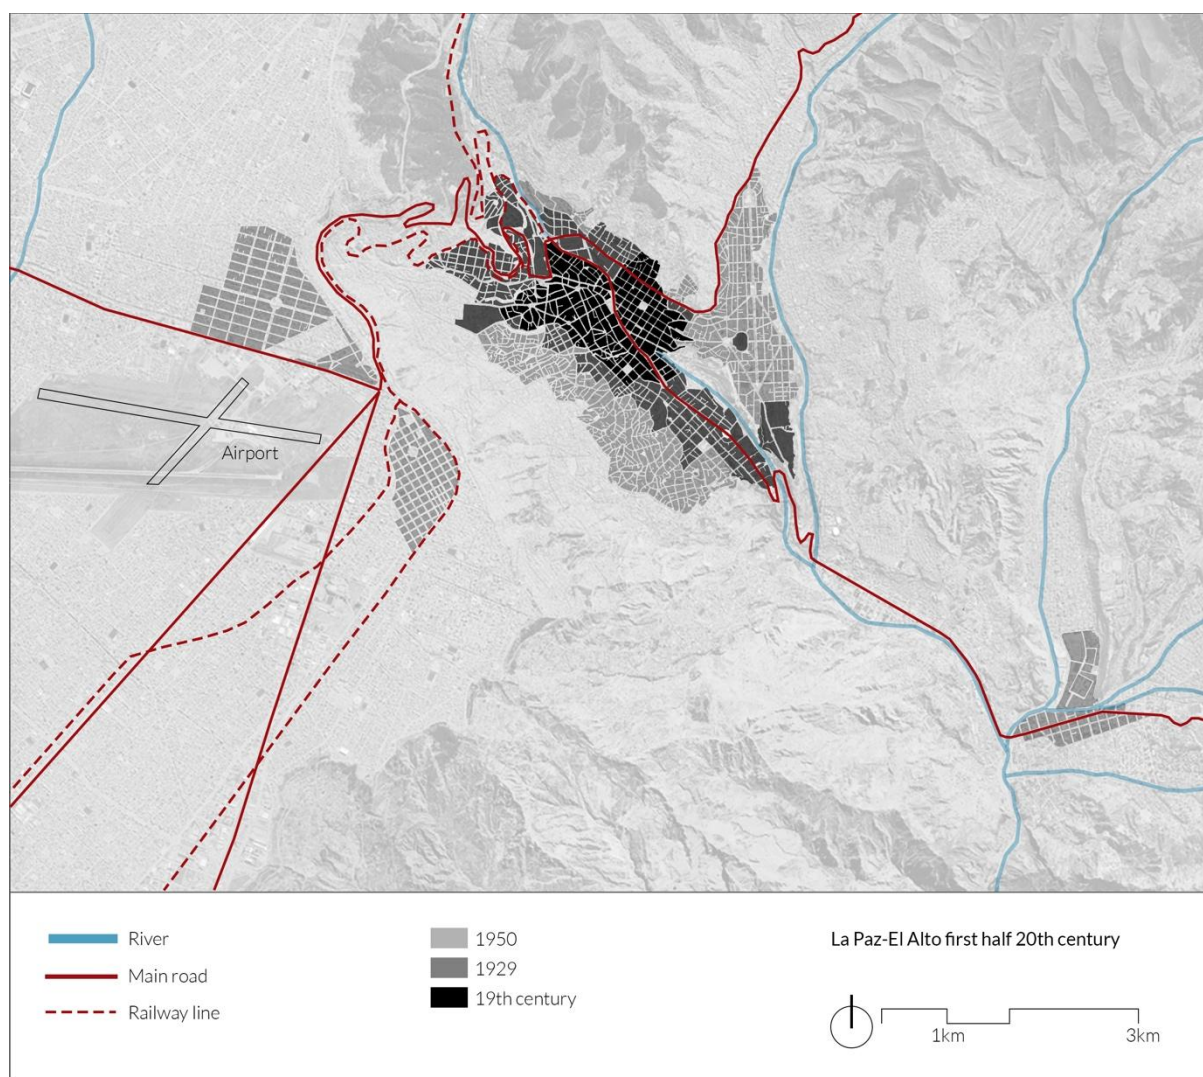 Airport
River
Main road
Railway line
1950
1929
19th century
La Paz-El Alto first half 20th century
1km
3km